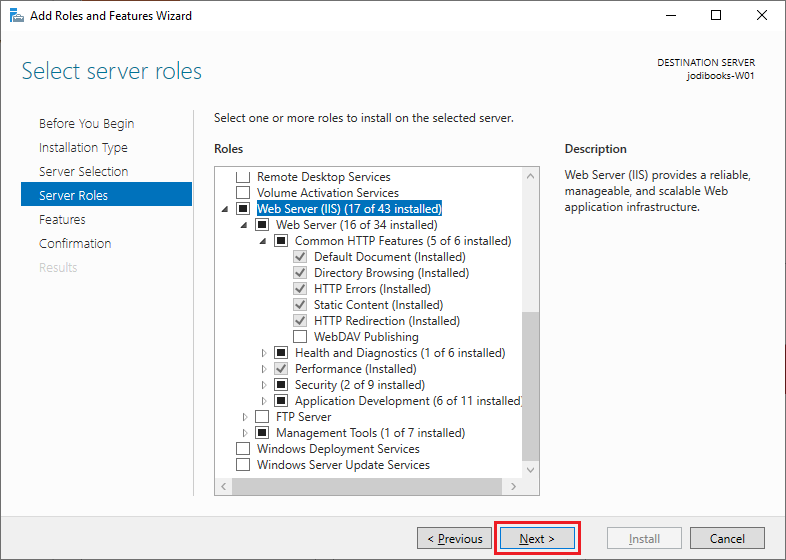 Add Roles and Features Wizard
Select server roles
DESTINATION SERVER
jodibooks-W01
Before You Begin
Installation Type
Server Selection
Server Roles
Features
Confirmation
Results
Select one or more roles to install on the selected server.
Roles
Remote Desktop Services
Volume Activation Services
Web Server (IIS) (17 of 43 installed)
Web Server (16 of 34 installed)
Common HTTP Features (5 of 6 installed)
Default Document (Installed)
Directory Browsing (Installed)
HTTP Errors (Installed)
Static Content (Installed)
HTTP Redirection (Installed)
WebDAV Publishing
Health and Diagnostics (1 of 6 installed)
Performance (Installed)
Security (2 of 9 installed)
Application Development (6 of 11 installed)
FTP Server
Management Tools (1 of 7 installed)
Windows Deployment Services
Windows Server Update Services
Description
Web Server (IIS) provides a reliable,
manageable, and scalable Web
application infrastructure.
< Previous
Next >
Install
Cancel